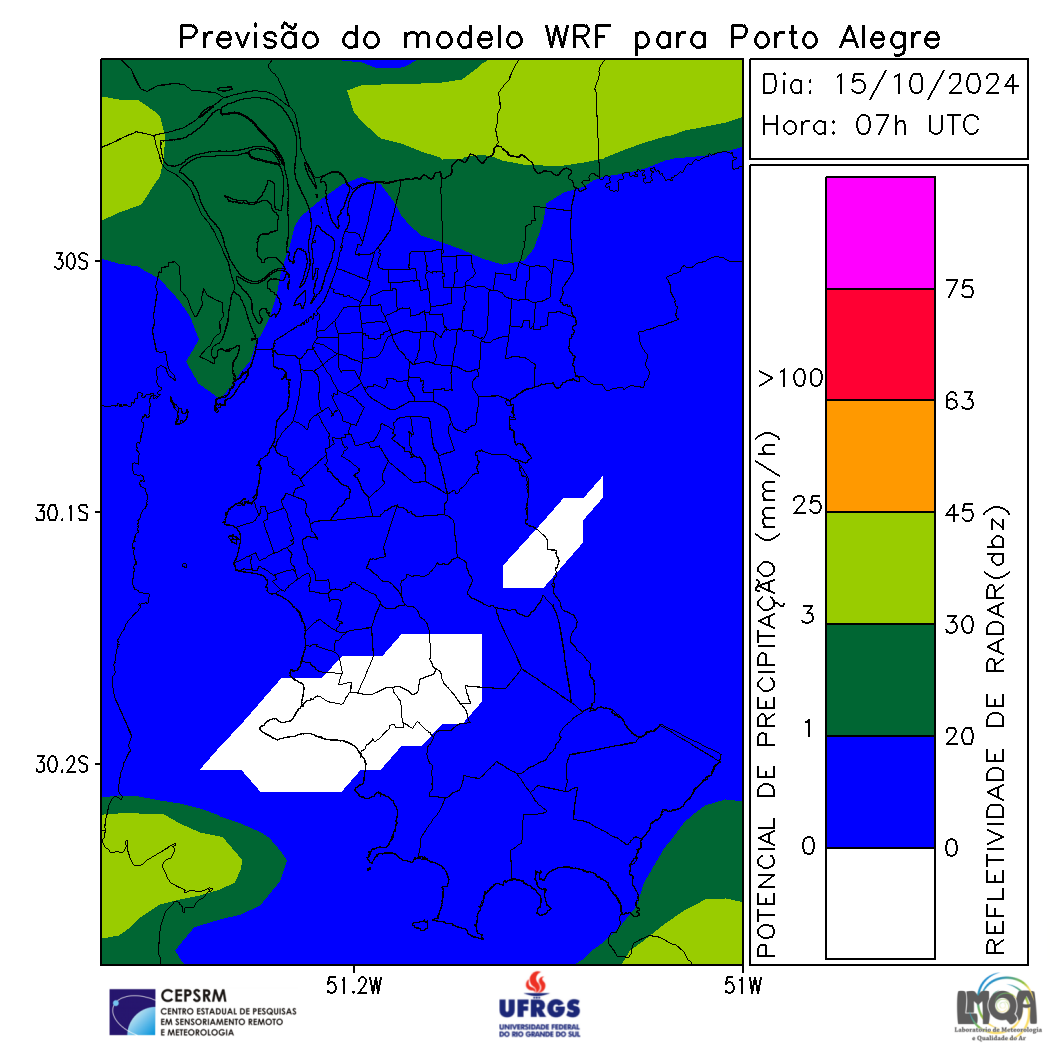 Previsão do modelo WRF para Porto Alegre
Dia: 15/10/2024
Hora: 07h UTC
30S
30.1S
30.2S
51.2W
51W
POTENCIAL DE PRECIPITAÇÃO (mm/h)
>100
25
3
1
0
75
63
45
30
20
0
REFLETIVIDADE DE RADAR(dbz)
CEPSRM
CENTRO ESTADUAL DE PESQUISAS
EM SENSORIAMENTO REMOTO
E METEOROLOGIA
UFRGS
UNIVERSIDADE FEDERAL
DO RIO GRANDE DO SUL
LMQA
Laboratório de Meteorologia
e Qualidade do Ar